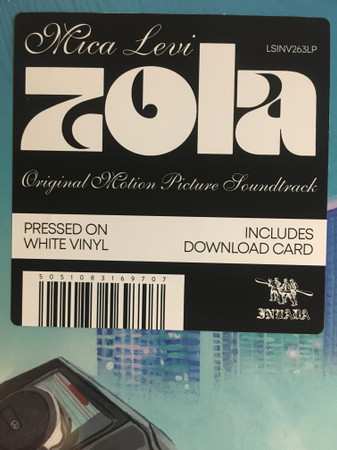 Mica Levi
LSINV263LP
zola
Original Motion Picture Soundtrack
PRESSED ON
WHITE VINYL
INCLUDES
DOWNLOAD CARD
5051083169707
INVADA